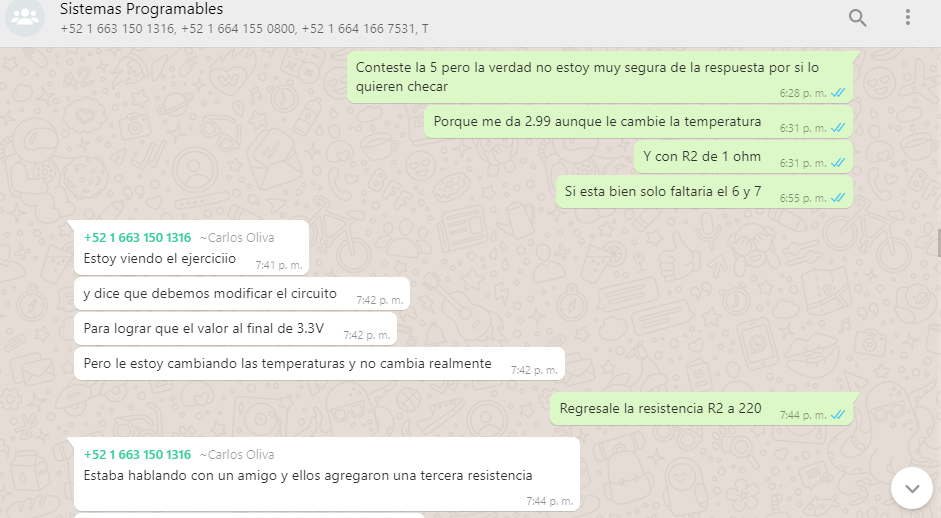 Sistemas Programables
+52 1 663 150 1316, +52 1 664 155 0800, +52 1 664 166 7531, T
Conteste la 5 pero la verdad no estoy muy segura de la respuesta por si lo
quieren checar
6:28 p. m.
Porque me da 2.99 aunque le cambie la temperatura
6:31 p. m.
Y con R2 de 1 ohm
6:31 p. m.
Si esta bien solo faltaria el 6 y 7
6:55 p. m.
+52 1 663 150 1316 ~Carlos Oliva
Estoy viendo el ejerciciio
7:41 p. m.
y dice que debemos modificar el circuito
7:42 p. m.
Para lograr que el valor al final de 3.3V
7:42 p. m.
Pero le estoy cambiando las temperaturas y no cambia realmente
7:42 p. m.
Regresale la resistencia R2 a 220
7:44 p. m.
+52 1 663 150 1316 ~Carlos Oliva
Estaba hablando con un amigo y ellos agregaron una tercera resistencia
7:44 p. m.